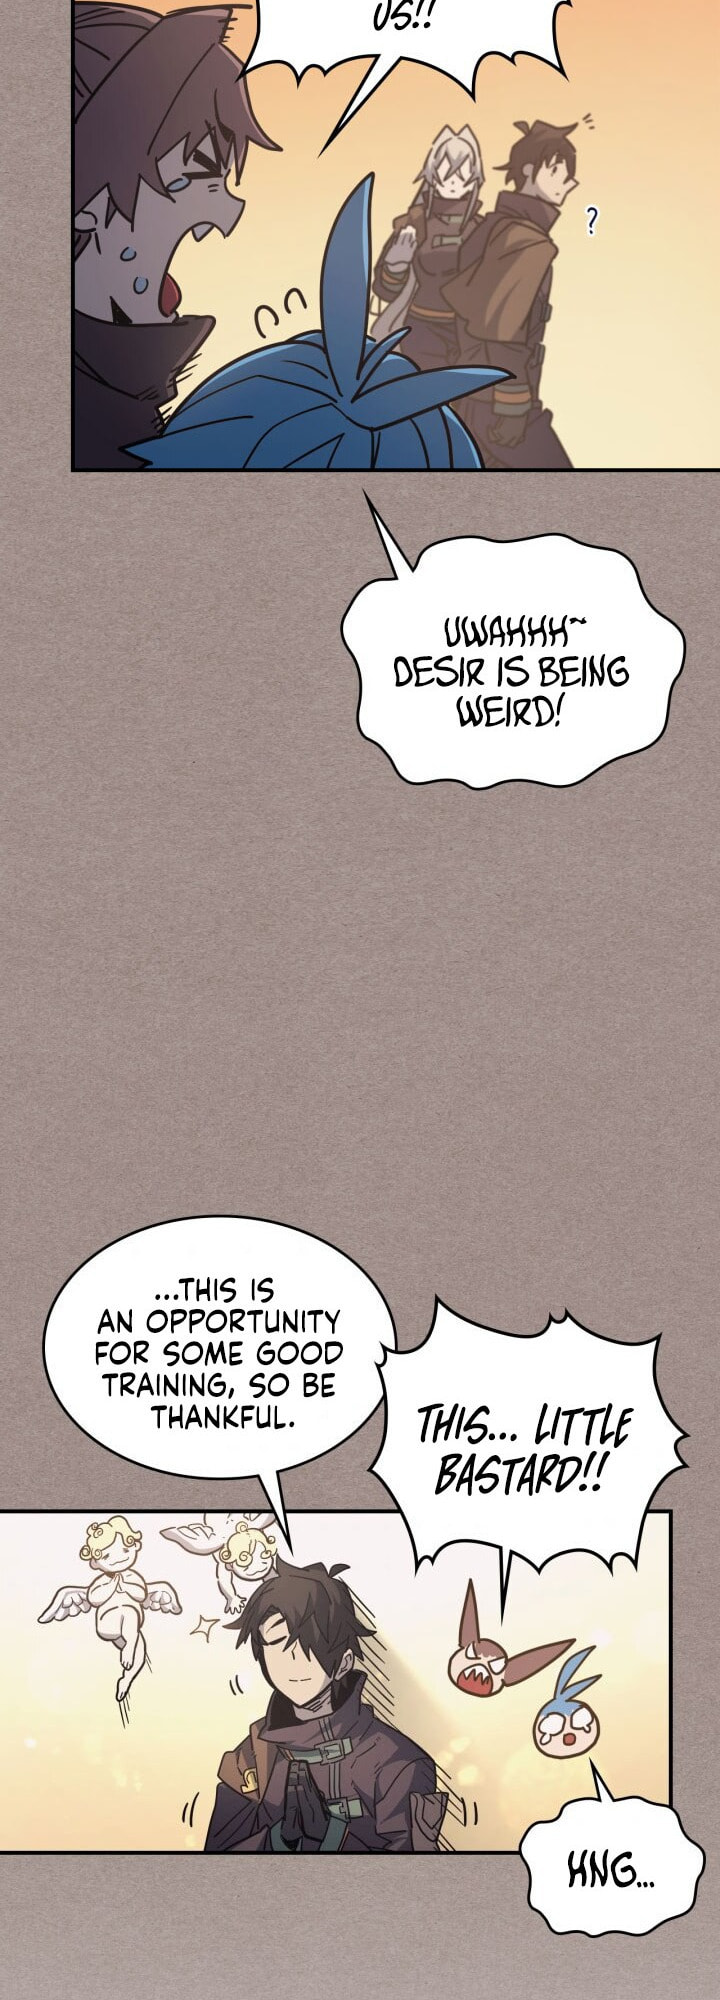 US!!
?
UWAHHH~
DESIR IS BEING
WEIRD!
...THIS IS
AN OPPORTUNITY
FOR SOME GOOD
TRAINING, SO BE
THANKFUL.
THIS... LITTLE
BASTARD!!
HNG...